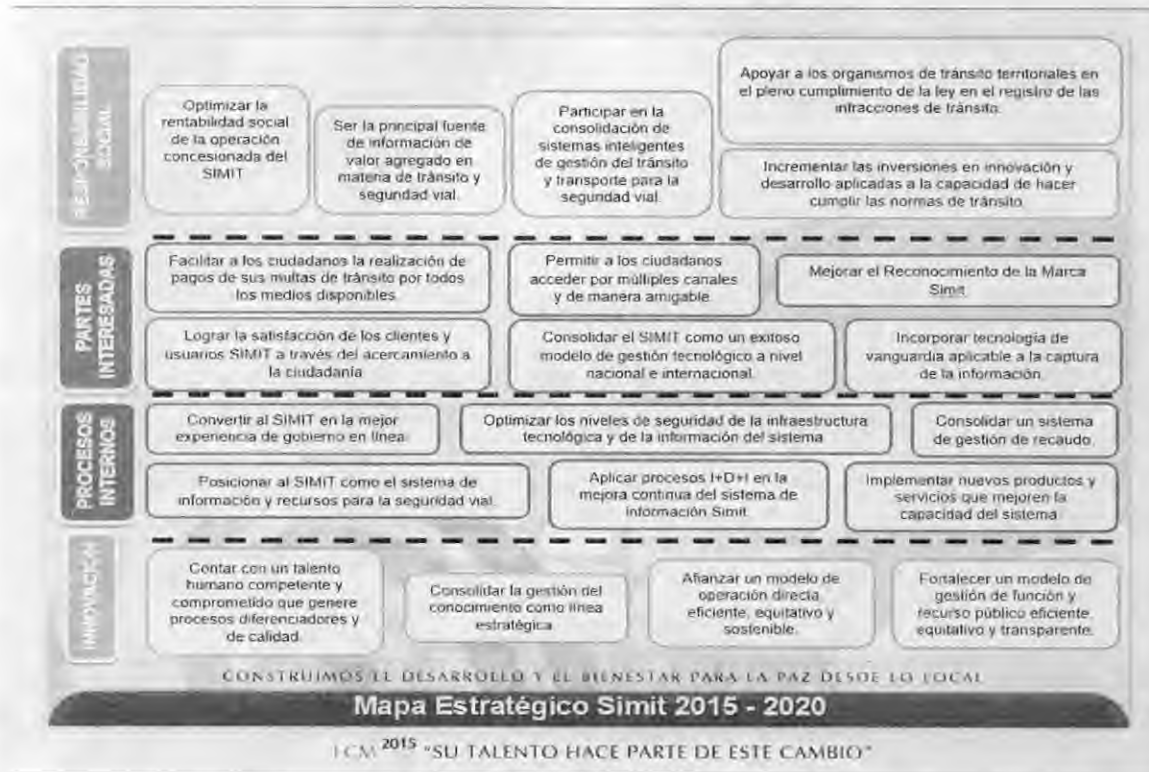 RESPONSABILIDAD
SOCIAL
Optimizar la
rentabilidad social
de la operación
concesionada del
SIMIT
Ser la principal fuente
de información de
valor agregado en
materia de tránsito y
seguridad vial.
Participar en la
consolidación de
sistemas inteligentes
de gestión del tránsito
y transporte para la
seguridad vial.
Apoyar a los organismos de tránsito territoriales en
el pleno cumplimiento de la ley en el registro de las
infracciones de tránsito.
Incrementar las inversiones en innovación y
desarrollo aplicadas a la capacidad de hacer
cumplir las normas de tránsito.
PARTES
INTERESADAS
Facilitar a los ciudadanos la realización de
pagos de sus multas de tránsito por todos
los medios disponibles.
Permitir a los ciudadanos
acceder por múltiples canales
y de manera amigable.
Mejorar el Reconocimiento de la Marca
Simit.
Lograr la satisfacción de los clientes y
usuarios SIMIT a través del acercamiento a
la ciudadanía.
Consolidar el SIMIT como un exitoso
modelo de gestión tecnológico a nivel
nacional e internacional.
Incorporar tecnología de
vanguardia aplicable a la captura
de la información.
PROCESOS
INTERNOS
Convertir al SIMIT en la mejor
experiencia de gobierno en línea.
Optimizar los niveles de seguridad de la infraestructura
tecnológica y de la información del sistema
Consolidar un sistema
de gestión de recaudo.
Posicionar al SIMIT como el sistema de
información y recursos para la seguridad vial.
Aplicar procesos I+D+I en la
mejora continua del sistema de
información Simit.
Implementar nuevos productos y
servicios que mejoren la
capacidad del sistema.
INNOVACIÓN
Contar con un talento
humano competente y
comprometido que genere
procesos diferenciadores y
de calidad.
Consolidar la gestión del
conocimiento como línea
estratégica.
Afianzar un modelo de
operación directa
eficiente, equitativo y
sostenible.
Fortalecer un modelo de
gestión de función y
recurso público eficiente,
equitativo y transparente.
CONSTRUIMOS EL DESARROLLO Y EL BIENESTAR PARA LA PAZ DESDE LO LOCAL
Mapa Estratégico Simit 2015 - 2020
FCM 2015 "SU TALENTO HACE PARTE DE ESTE CAMBIO"